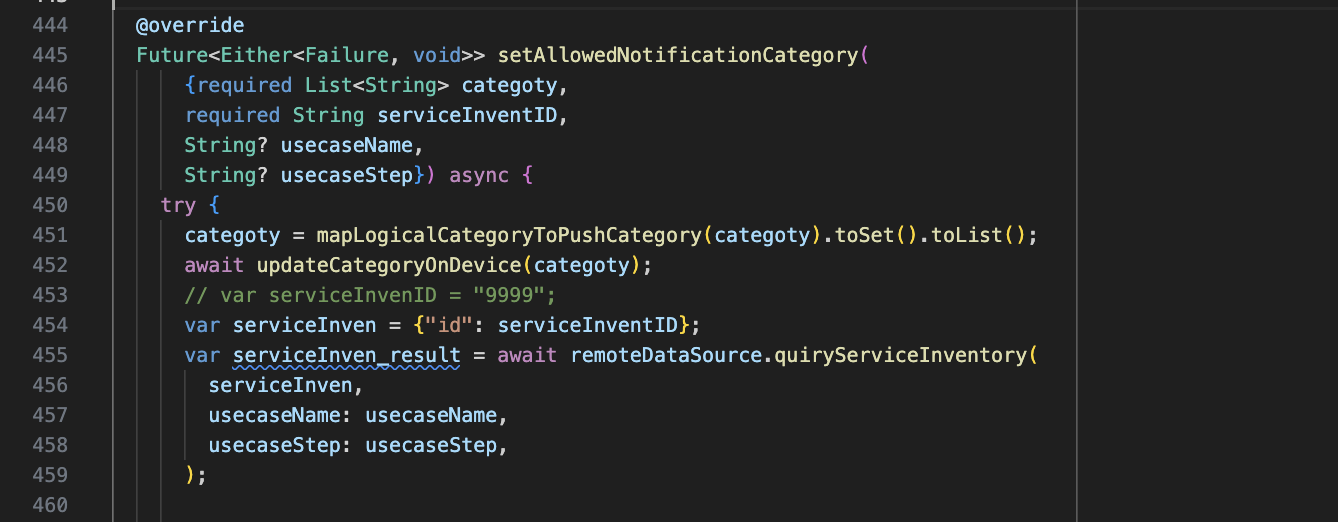 444 @override
445 Future<Either<Failure, void>> setAllowedNotificationCategory(
446 {required List<String> categoty,
447 required String serviceInventID,
448 String? usecaseName,
449 String? usecaseStep}) async {
450 try {
451 categoty = mapLogicalCategoryToPushCategory(categoty).toSet().toList();
452 await updateCategoryOnDevice(categoty);
453 // var serviceInvenID = "9999";
454 var serviceInven = {"id": serviceInventID};
455 var serviceInven_result = await remoteDataSource.quiryServiceInventory(
456 serviceInven,
457 usecaseName: usecaseName,
458 usecaseStep: usecaseStep,
459 );
460